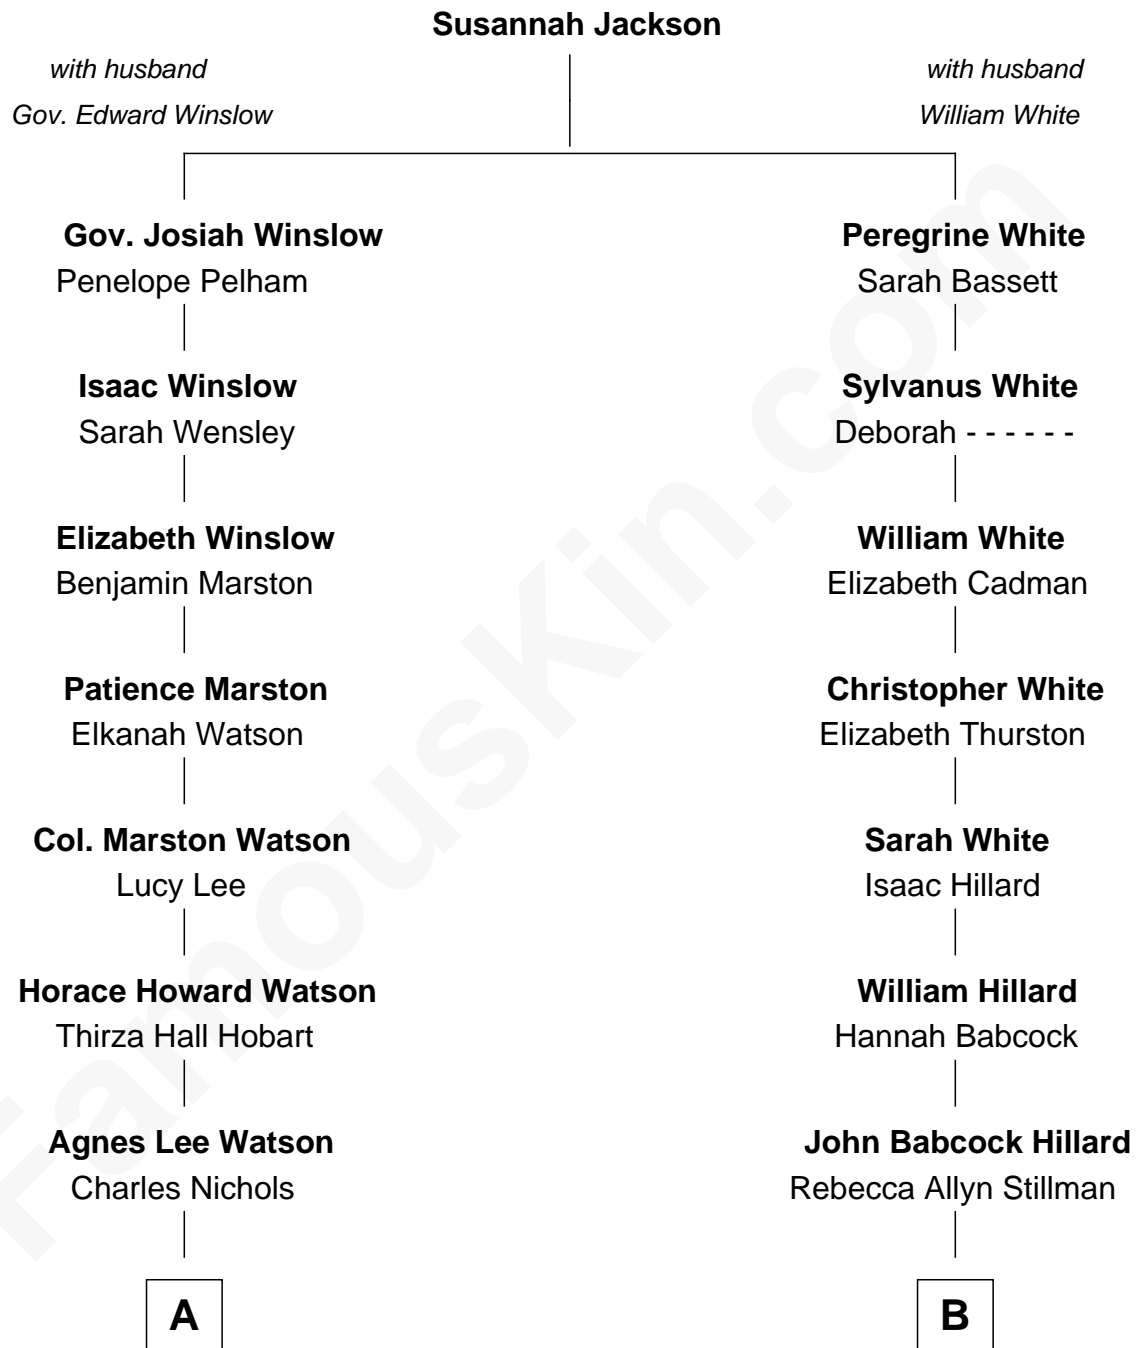 Susannah Jackson
with husband
Gov. Edward Winslow
with husband
William White
Gov. Josiah Winslow
Penelope Pelham
Peregrine White
Sarah Bassett
Isaac Winslow
Sarah Wensley
Sylvanus White
Deborah - - - - - -
Elizabeth Winslow
Benjamin Marston
William White
Elizabeth Cadman
Patience Marston
Elkanah Watson
Christopher White
Elizabeth Thurston
Col. Marston Watson
Lucy Lee
Sarah White
Isaac Hillard
Horace Howard Watson
Thirza Hall Hobart
William Hillard
Hannah Babcock
Agnes Lee Watson
Charles Nichols
John Babcock Hillard
Rebecca Allyn Stillman
A
B
FamousKin.com